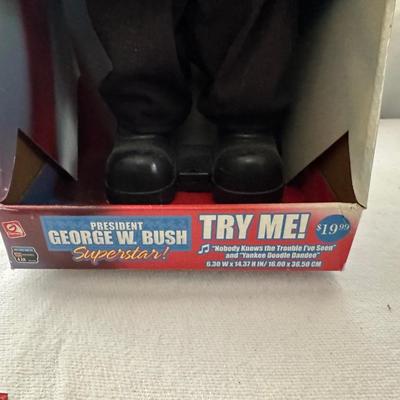 PRESIDENT
GEORGE W. BUSH
Superstar!
TRY ME!
$19.99
"Nobody Knows the Trouble I've Seen"
and "Yankee Doodle Dandee"
6.30 W x 14.37 H IN/ 16.00 x 36.50 CM